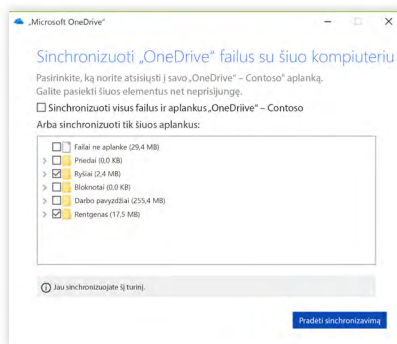 „Microsoft OneDrive"
Sinchronizuoti „OneDrive" failus su šiuo kompiuteriu
Pasirinkite, ką norite atsisiųsti į savo „OneDrive" – Contoso" aplanką.
Galite pasiekti šiuos elementus net neprisijungę.
Sinchronizuoti visus failus ir aplankus „OneDriive" – Contoso
Arba sinchronizuoti tik šiuos aplankus:
Failai ne aplanke (29,4 MB)
Priedai (0,0 KB)
Ryšiai (2,4 MB)
Bloknotai (0,0 KB)
Darbo pavyzdžiai (255,4 MB)
Rentgenas (17,5 MB)
Jau sinchronizuojate šį turinį.
Pradėti sinchronizavimą